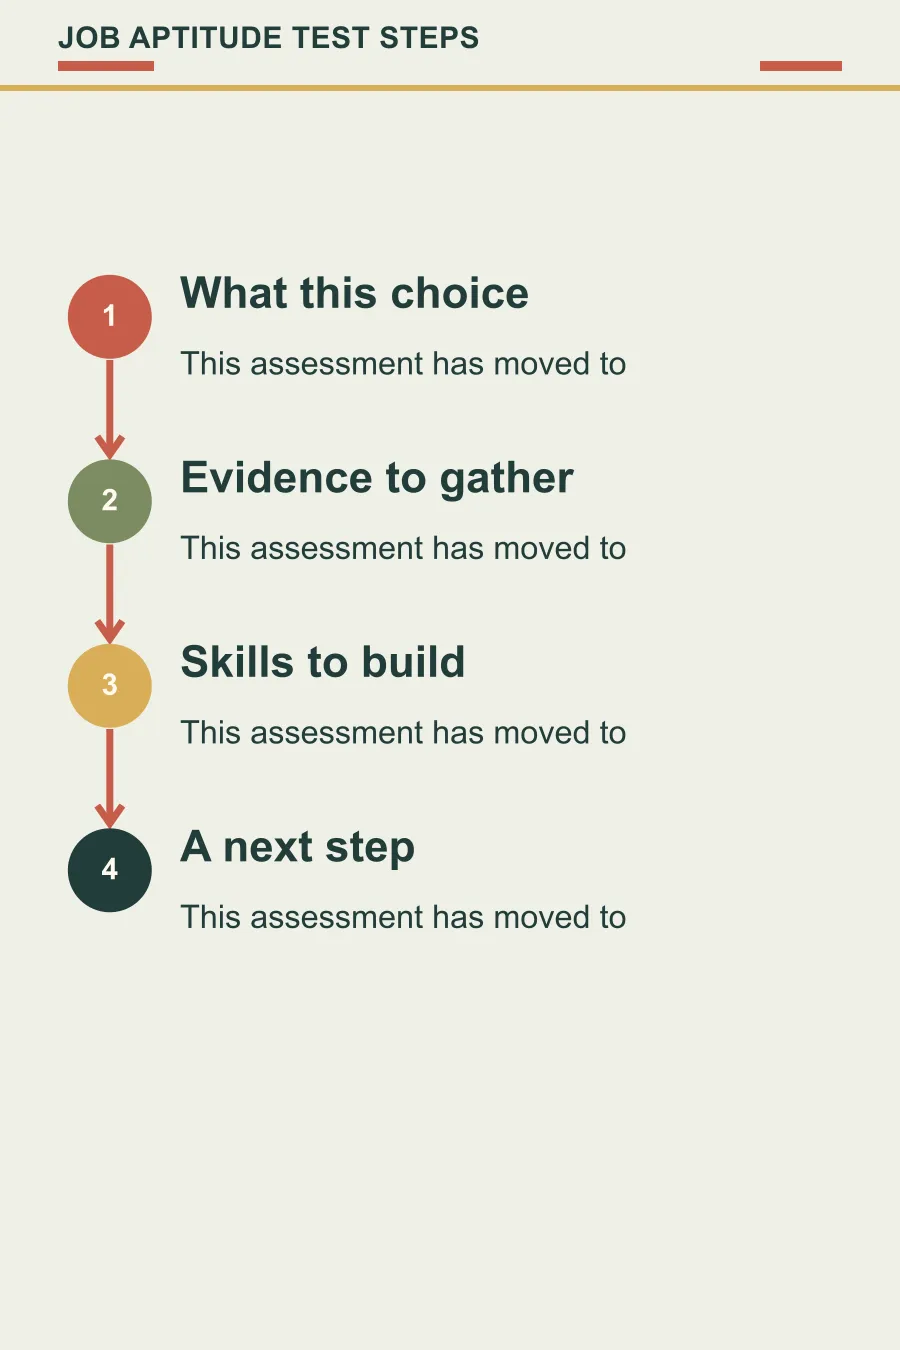 JOB APTITUDE TEST STEPS
1
What this choice
This assessment has moved to
2
Evidence to gather
This assessment has moved to
3
Skills to build
This assessment has moved to
4
A next step
This assessment has moved to